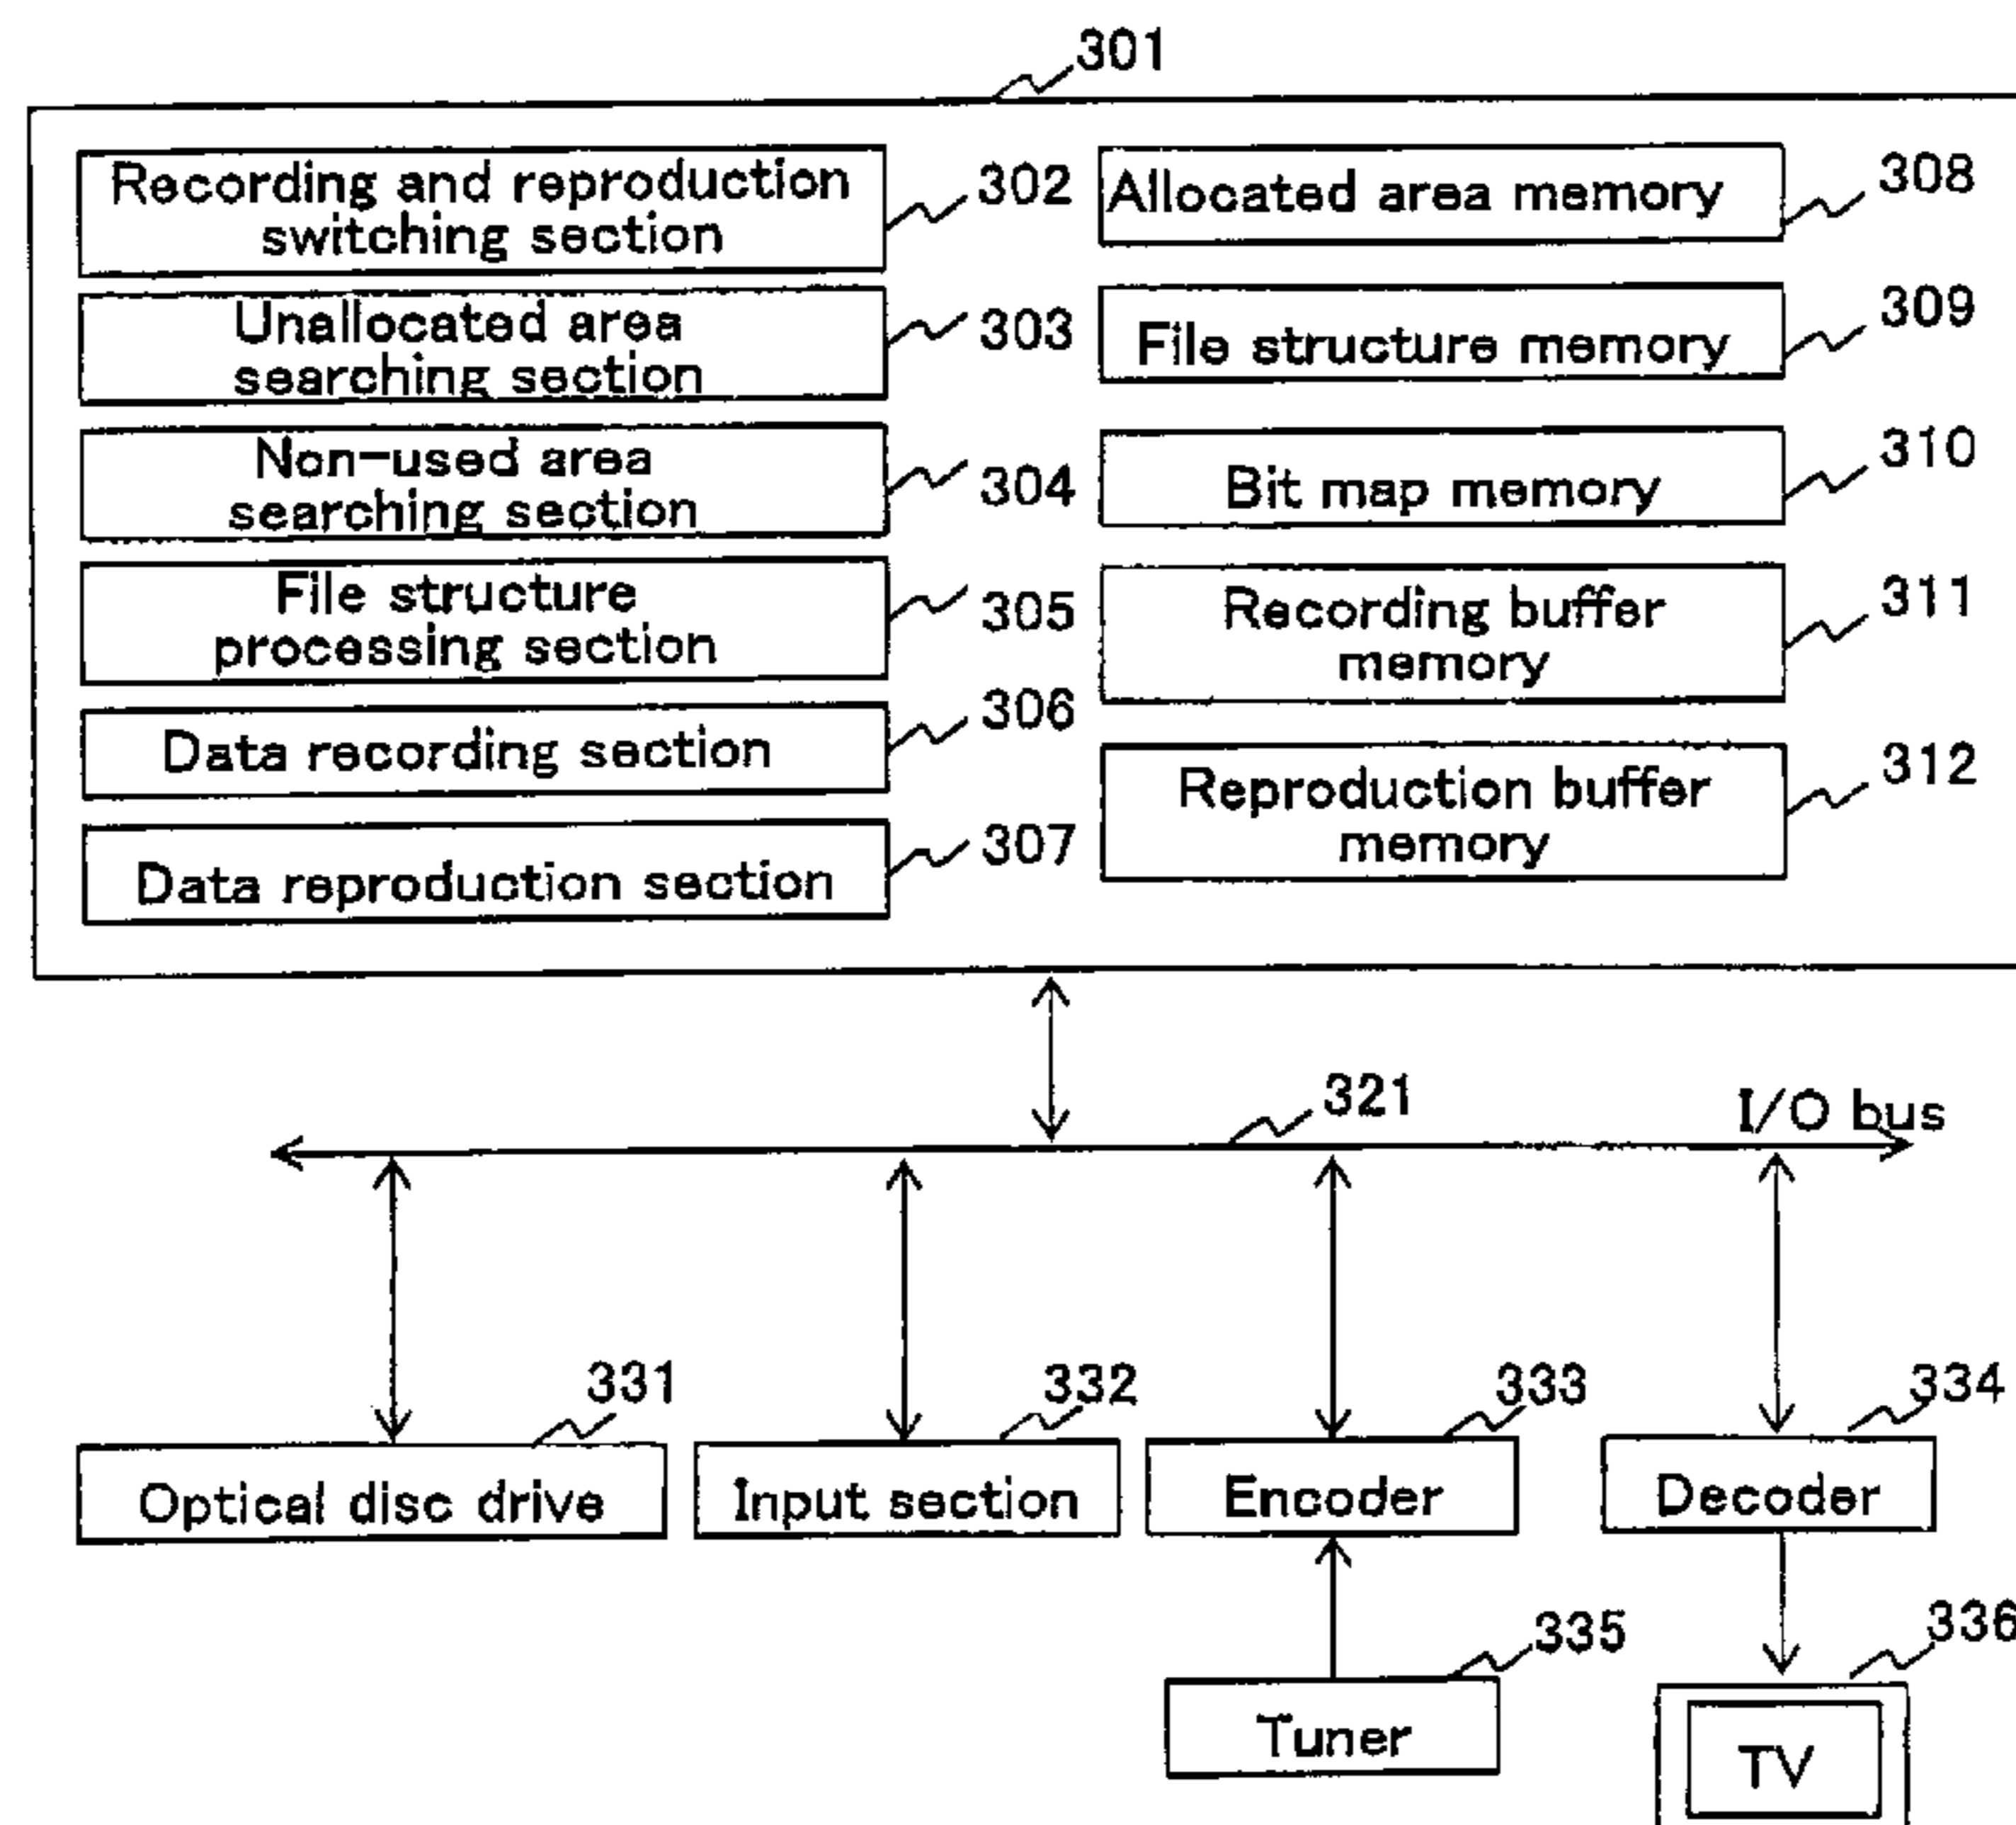 301
Recording and reproduction
switching section
302
Unallocated area
searching section
303
Non-used area
searching section
304
File structure
processing section
305
Data recording section
306
Data reproduction section
307
Allocated area memory
308
File structure memory
309
Bit map memory
310
Recording buffer
memory
311
Reproduction buffer
memory
312
321
I/O bus
331
Optical disc drive
332
Input section
333
Encoder
334
Decoder
335
Tuner
336
TV